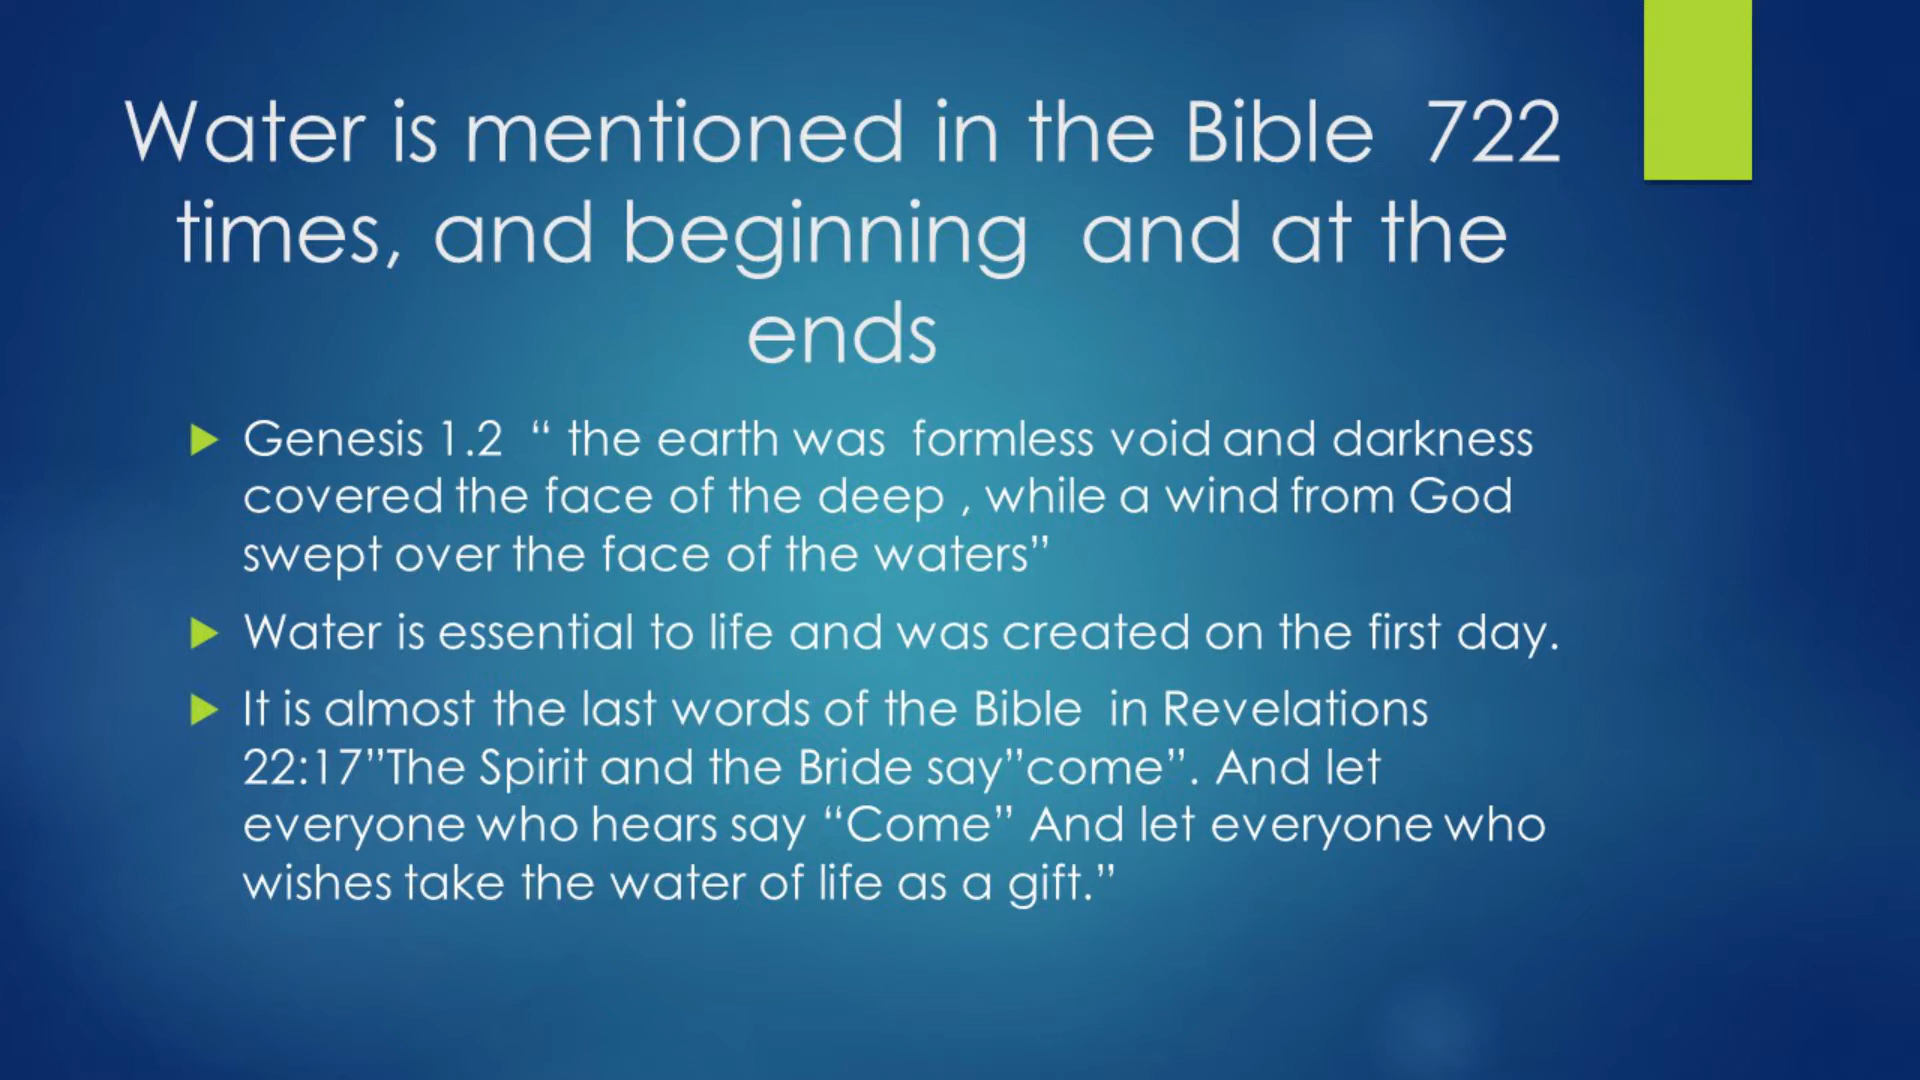 Water is mentioned in the Bible  722
times, and beginning  and at the
ends
Genesis 1.2  “ the earth was  formless void and darkness
covered the face of the deep , while a wind from God
swept over the face of the waters”
Water is essential to life and was created on the first day.
It is almost the last words of the Bible  in Revelations
22:17”The Spirit and the Bride say”come”. And let
everyone who hears say “Come” And let everyone who
wishes take the water of life as a gift.”